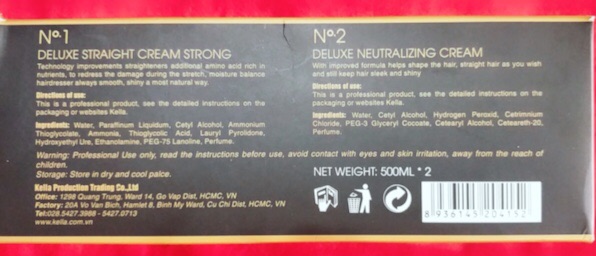 Nº.1
DELUXE STRAIGHT CREAM STRONG
Technology improvements straighteners additional amino acid rich in
nutrients, to redress the damage during the stretch, moisture balance
hairdresser always smooth, shiny a most natural way.
Directions of use:
This is a professional product, see the detailed instructions on the
packaging or websites Kella.
Ingredients: Water, Paraffinum Liquidum, Cetyl Alcohol, Ammonium
Thioglycolate, Ammonia, Thioglycolic Acid, Lauryl Pyrolidone,
Hydroxyethyl Ure, Ethanolamine, PEG-75 Lanoline, Perfume.
Nº.2
DELUXE NEUTRALIZING CREAM
With improved formula helps shape the hair, straight hair as you wish
and still keep hair sleek and shiny
Directions of use:
This is a professional product, see the detailed instructions on the
packaging or websites Kella.
Ingredients: Water, Cetyl Alcohol, Hydrogen Peroxid, Cetrimnium
Chloride, PEG-3 Glyceryl Cocoate, Cetearyl Alcohol, Ceteareth-20,
Perfume.
Warning: Professional Use only, read the instructions before use, avoid contact with eyes and skin irritation, away from the reach of
children.
Storage: Store in dry and cool palce.
Kella Production Trading Co.,Ltd
Office: 1298 Quang Trung, Ward 14, Go Vap Dist, HCMC, VN
Factory: 20A Vo Van Bich, Hamlet 8, Binh My Ward, Cu Chi Dist, HCMC, VN
Tel:028.5427.3988 - 5427.0713
www.kella.com.vn
NET WEIGHT: 500ML * 2
8 936145 204112